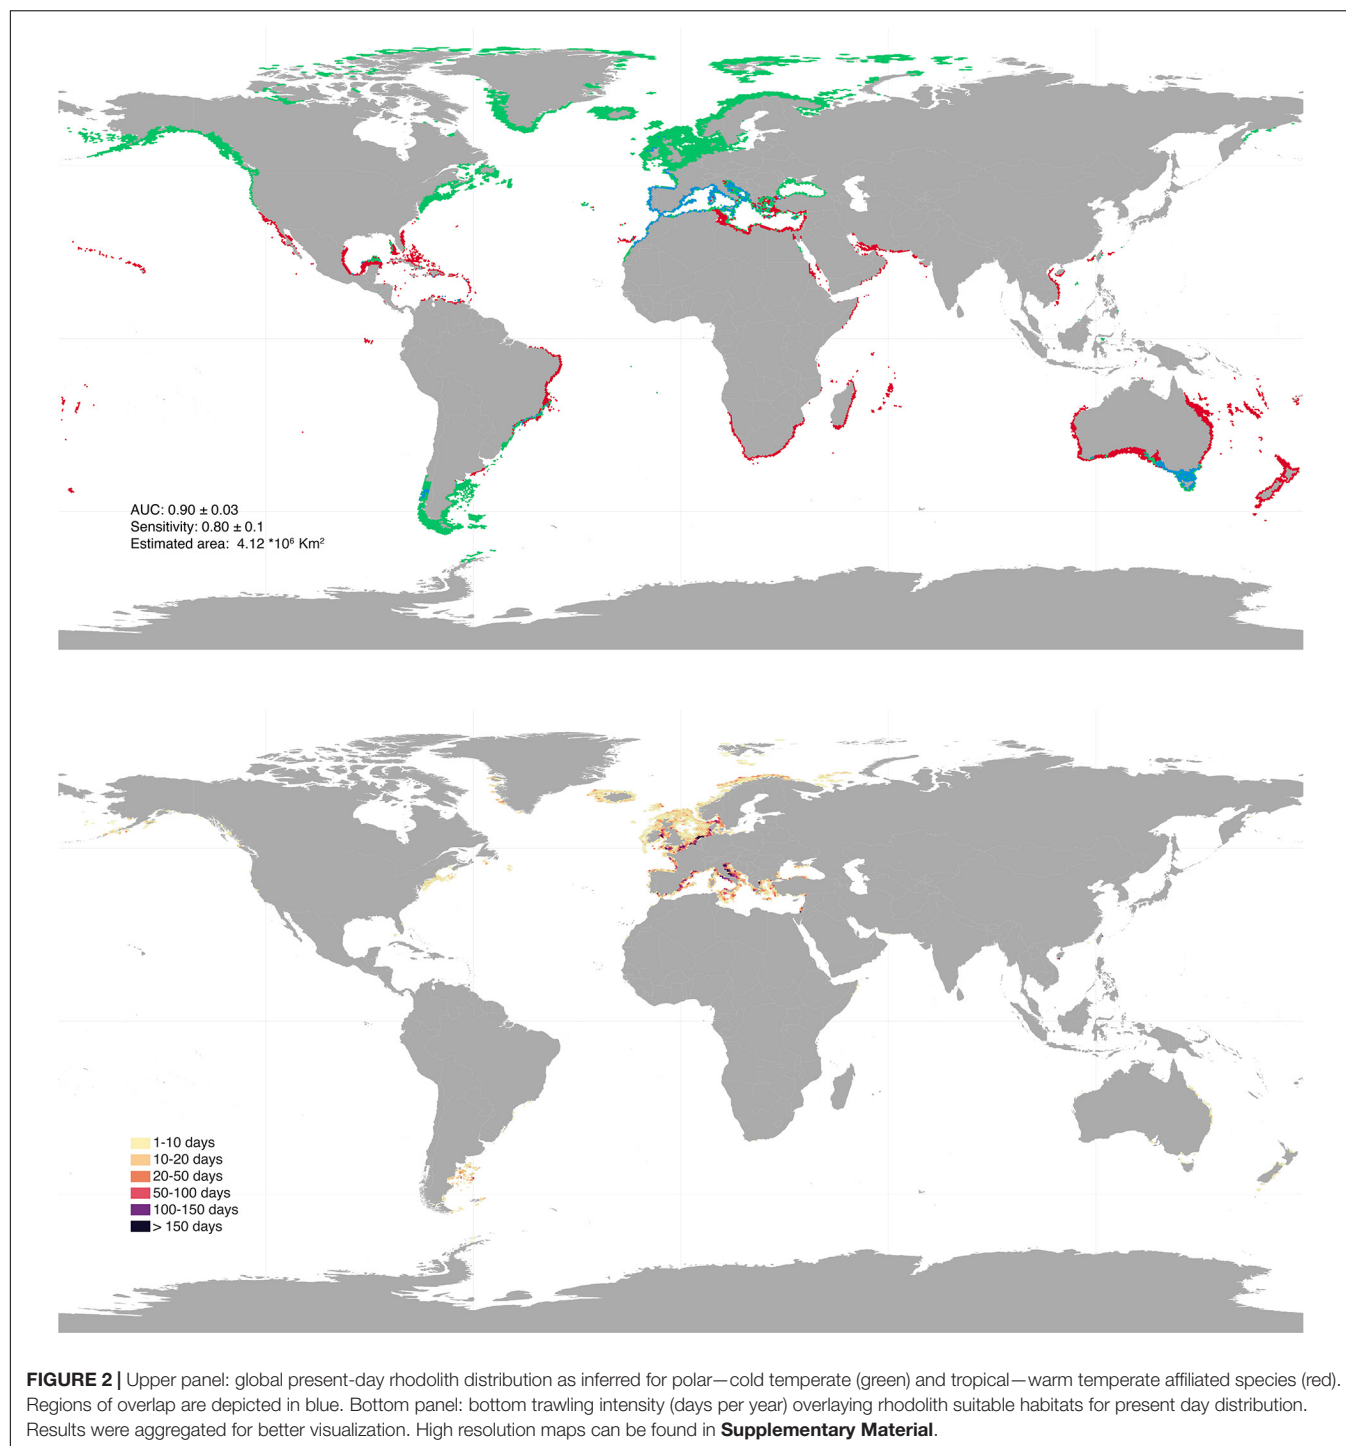 AUC: 0.90 ± 0.03
Sensitivity: 0.80 ± 0.1
Estimated area: 4.12 *10⁶ Km²
1-10 days
10-20 days
20-50 days
50-100 days
100-150 days
> 150 days
FIGURE 2 | Upper panel: global present-day rhodolith distribution as inferred for polar—cold temperate (green) and tropical—warm temperate affiliated species (red).
Regions of overlap are depicted in blue. Bottom panel: bottom trawling intensity (days per year) overlaying rhodolith suitable habitats for present day distribution.
Results were aggregated for better visualization. High resolution maps can be found in Supplementary Material.